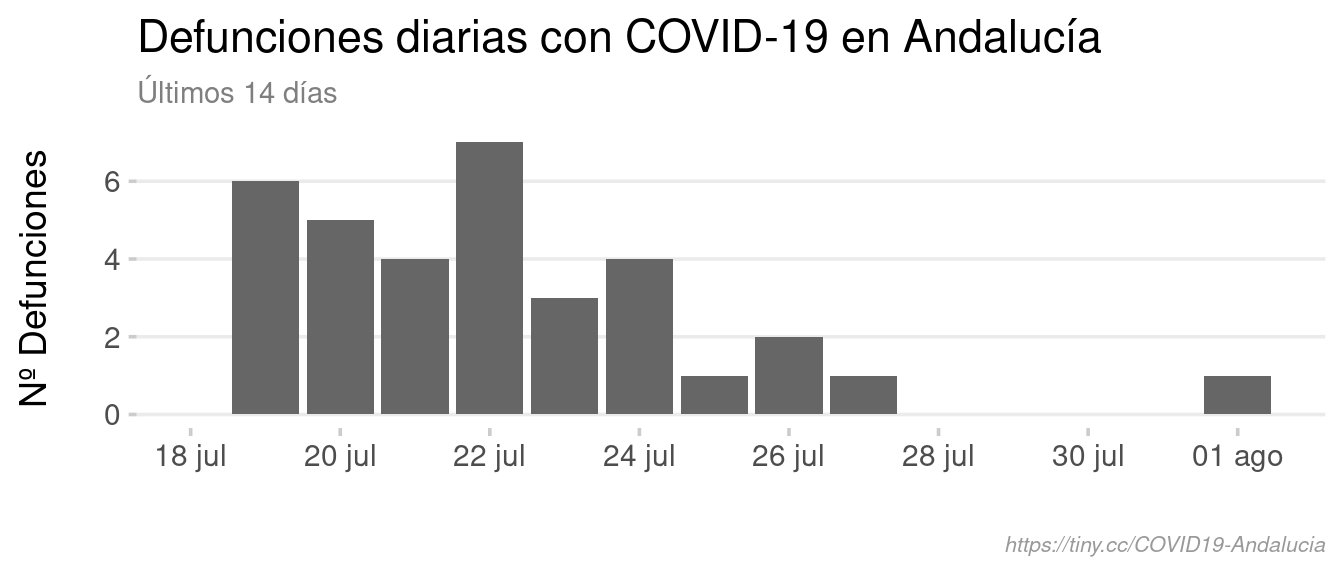 Defunciones diarias con COVID-19 en Andalucía
Últimos 14 días
Nº Defunciones
6
4
2
0
18 jul 20 jul 22 jul 24 jul 26 jul 28 jul 30 jul 01 ago
https://tiny.cc/COVID19-Andalucia